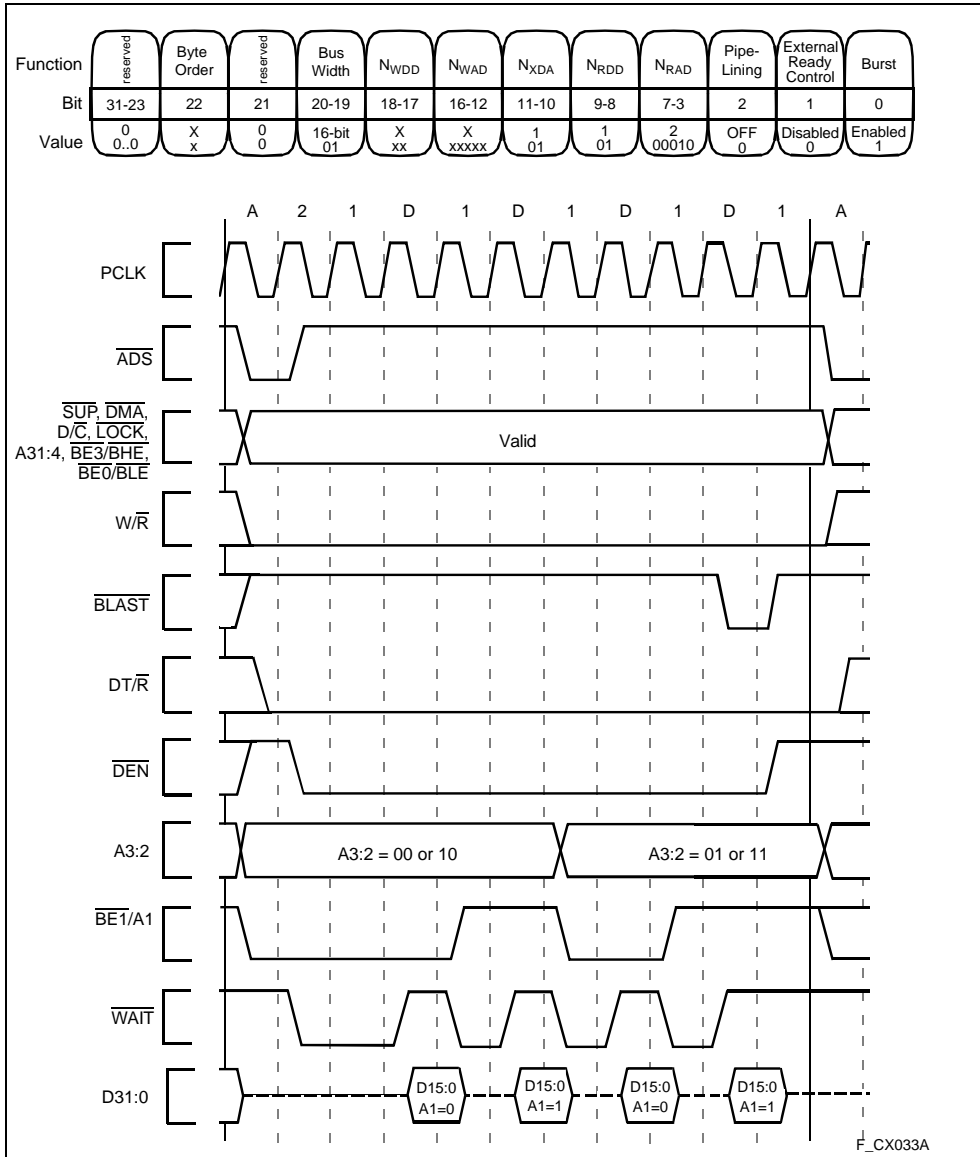 Function reserved Byte Order reserved Bus Width NWDD NWAD NXDA NRDD NRAD Pipe-Lining External Ready Control Burst
Bit 31-23 22 21 20-19 18-17 16-12 11-10 9-8 7-3 2 1 0
Value 0 X 0 16-bit X X 1 1 2 OFF Disabled Enabled
0..0 x 0 01 xx xxxxx 01 01 00010 0 0 1
A 2 1 D 1 D 1 D 1 D 1 A
PCLK
ADS
SUP, DMA,
D/C, LOCK,
A31:4, BE3/BHE,
BE0/BLE
Valid
W/R
BLAST
DT/R
DEN
A3:2 A3:2 = 00 or 10 A3:2 = 01 or 11
BE1/A1
WAIT
D31:0
D15:0 D15:0 D15:0 D15:0
A1=0 A1=1 A1=0 A1=1
F_CX033A